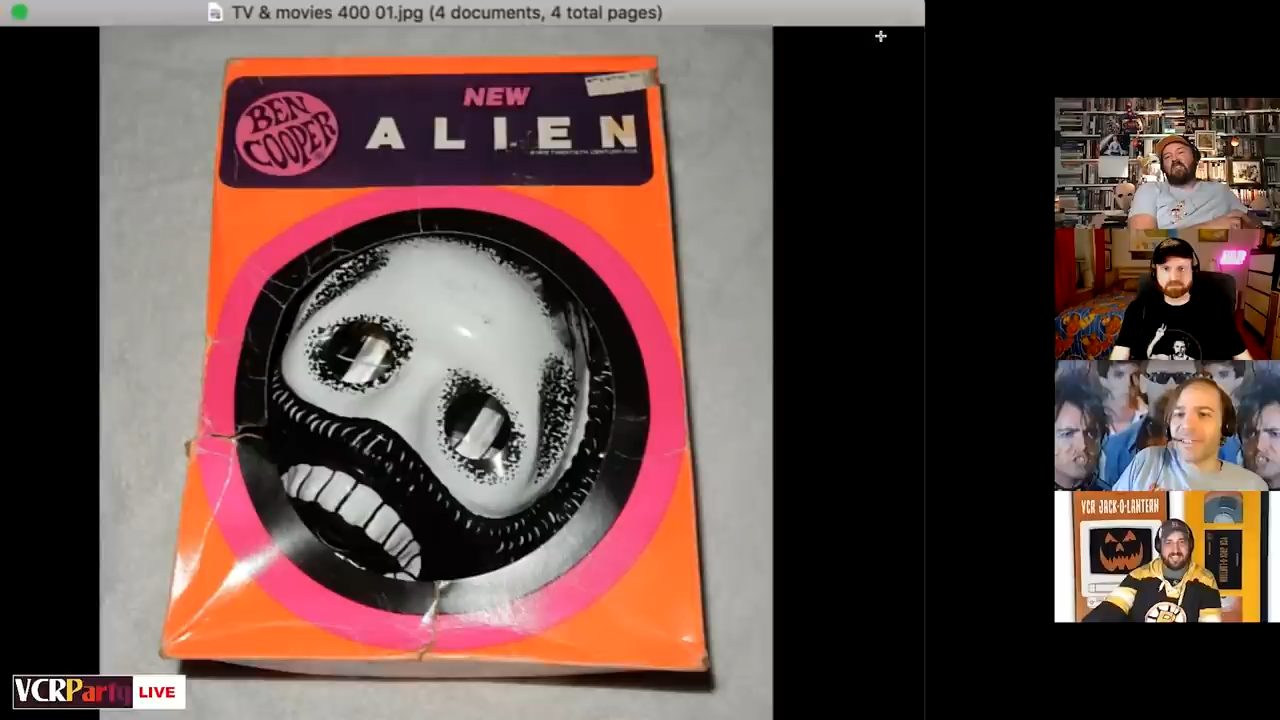 TV & movies 400 01.jpg (4 documents, 4 total pages)
BEN
COOPER
NEW
ALIEN
VCR JACK-O-LANTERN
VCRParty LIVE